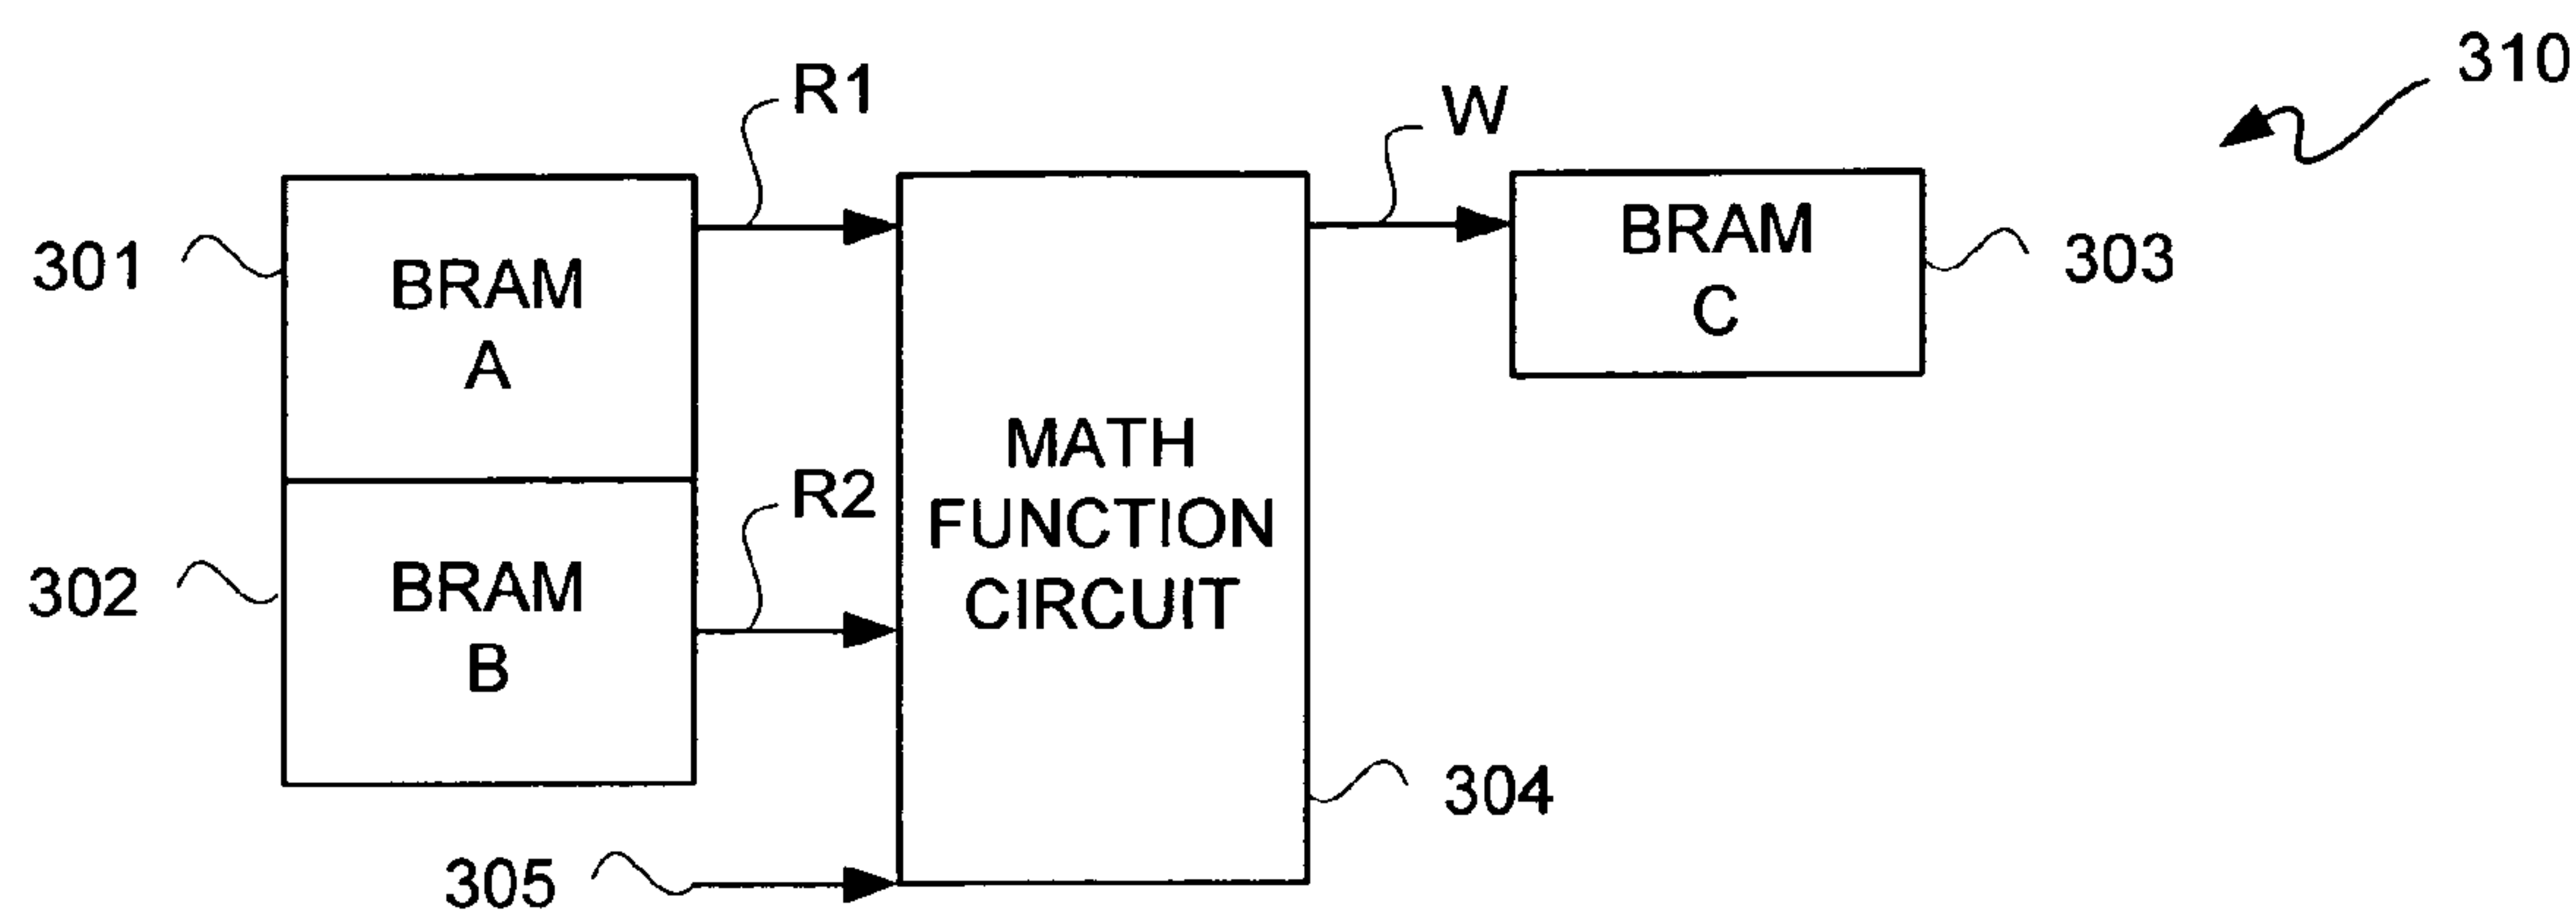 310
R1
W
301
BRAM
A
BRAM
C
303
R2
MATH
FUNCTION
CIRCUIT
302
BRAM
B
304
305